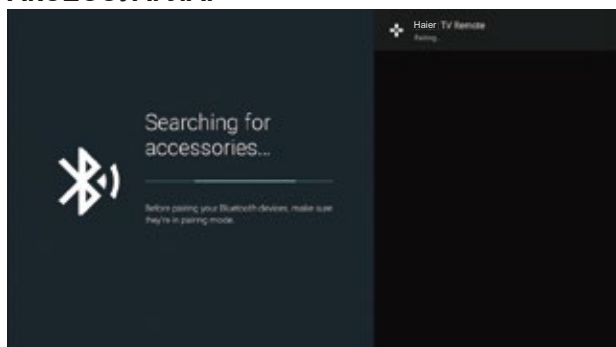 Searching for
accessories...
Before pairing your Bluetooth devices, make sure
they're in pairing mode.
Haier TV Remote
Pairing...